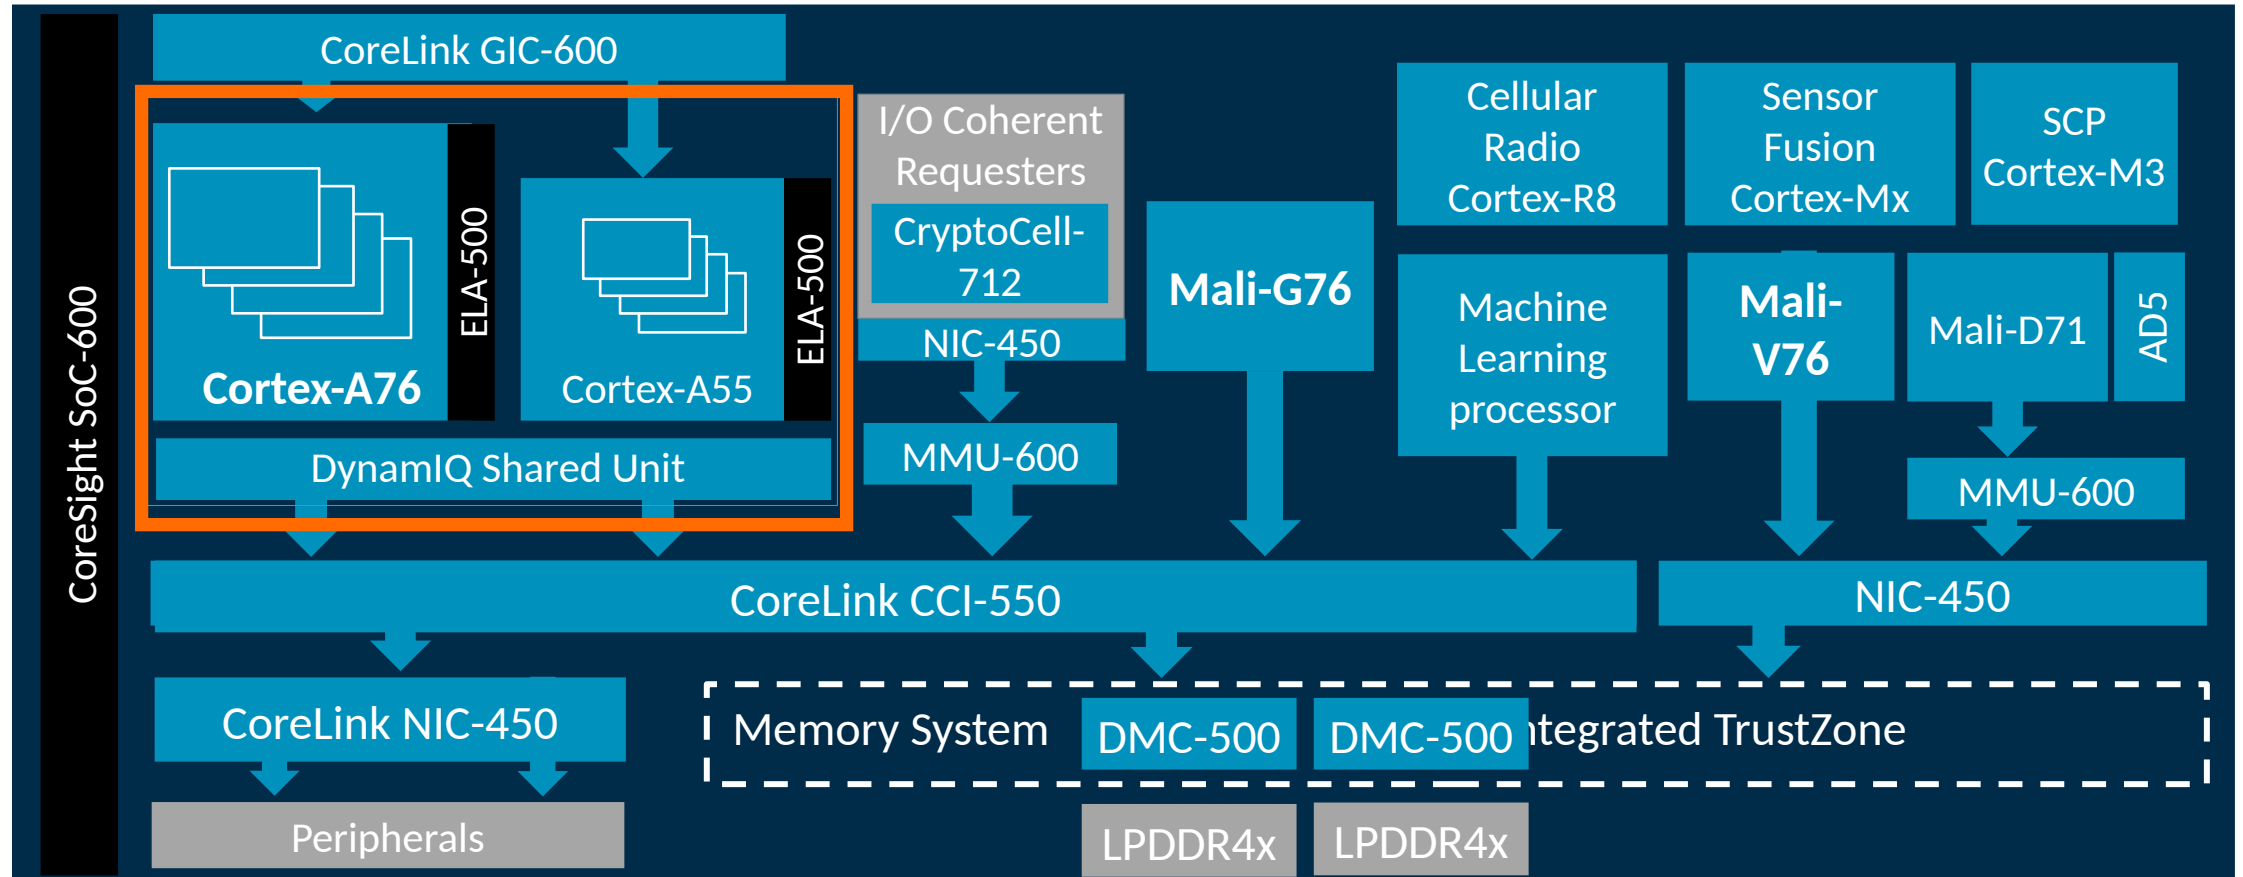 CoreSight SoC-600
CoreLink GIC-600
Cortex-A76
ELA-500
Cortex-A55
ELA-500
DynamIQ Shared Unit
I/O Coherent
Requesters
CryptoCell-
712
NIC-450
MMU-600
Mali-G76
Cellular
Radio
Cortex-R8
Sensor
Fusion
Cortex-Mx
SCP
Cortex-M3
Machine
Learning
processor
Mali-
V76
Mali-D71
AD5
MMU-600
CoreLink CCI-550
NIC-450
CoreLink NIC-450
Peripherals
Memory System
DMC-500
DMC-500
ntegrated TrustZone
LPDDR4x
LPDDR4x